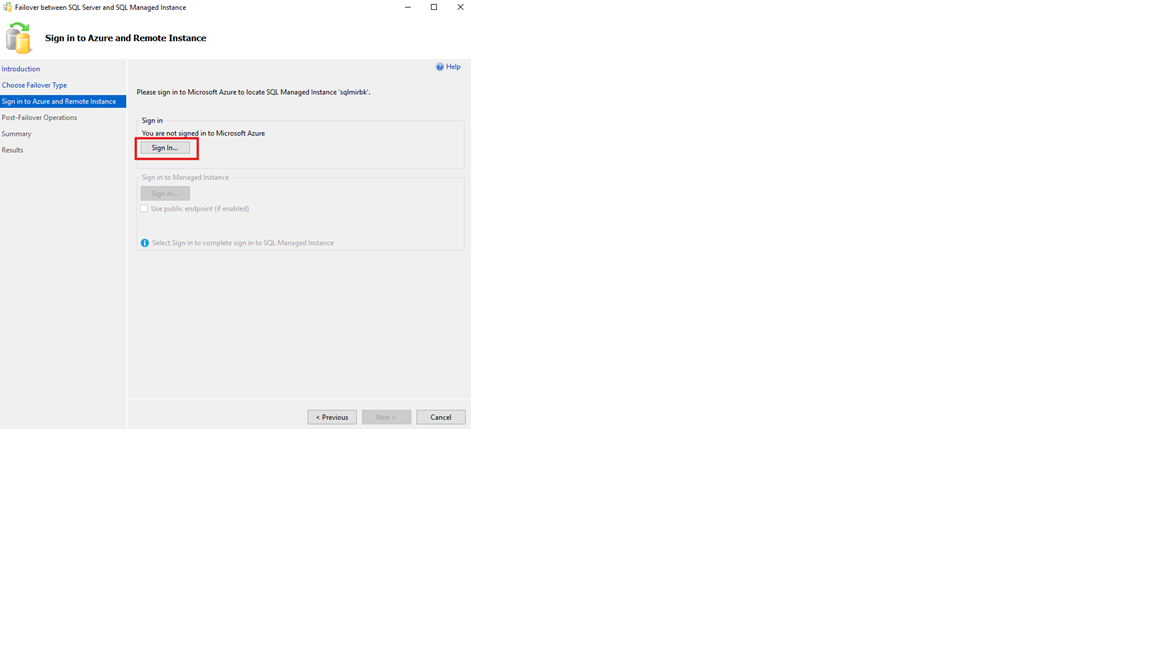 Failover between SQL Server and SQL Managed Instance
Sign in to Azure and Remote Instance
Introduction
Choose Failover Type
Sign in to Azure and Remote Instance
Post-Failover Operations
Summary
Results
Help
Please sign in to Microsoft Azure to locate SQL Managed Instance 'sqlmirbk'.
Sign in
You are not signed in to Microsoft Azure
Sign In...
Sign in to Managed Instance
Sign in...
Use public endpoint (if enabled)
Select Sign in to complete sign in to SQL Managed Instance
< Previous
Next >
Cancel